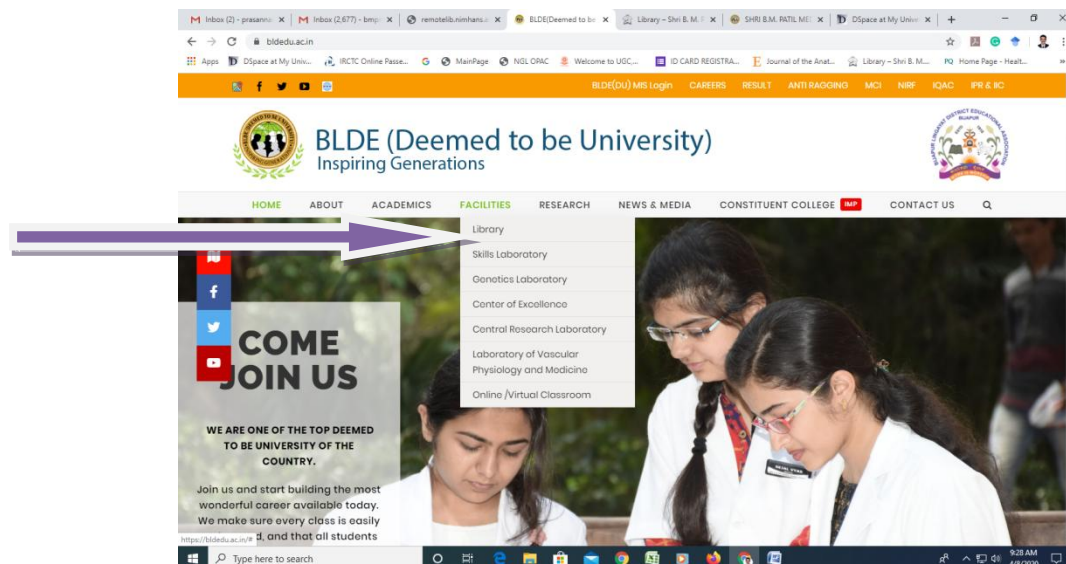 Inbox (2) - prasanna
Inbox (2,677) - bmp
remotelib.nimhans.
BLDE(Deemed to be
Library – Shri B. M. P
SHRI B.M. PATIL ME
DSpace at My Unive
bldedu.ac.in
Apps
DSpace at My Univ...
IRCTC Online Passe...
MainPage
NGL OPAC
Welcome to UGC,...
ID CARD REGISTRA...
Journal of the Anat...
Library – Shri B. M....
Home Page - Healt...
BLDE(DU) MIS Login CAREERS RESULT ANTI RAGGING MCI NIRF IQAC IPR & IIC
BLDE (Deemed to be University)
Inspiring Generations
HOME ABOUT ACADEMICS FACILITIES RESEARCH NEWS & MEDIA CONSTITUENT COLLEGE IMP CONTACT US
Library
Skills Laboratory
Genetics Laboratory
Center of Excellence
Central Research Laboratory
Laboratory of Vascular
Physiology and Medicine
Online /Virtual Classroom
COME
JOIN US
WE ARE ONE OF THE TOP DEEMED
TO BE UNIVERSITY OF THE
COUNTRY.
Join us and start building the most
wonderful career available today.
We make sure every class is easily
d, and that all students
https://bldedu.ac.in/#
Type here to search
9:28 AM
4/8/2020